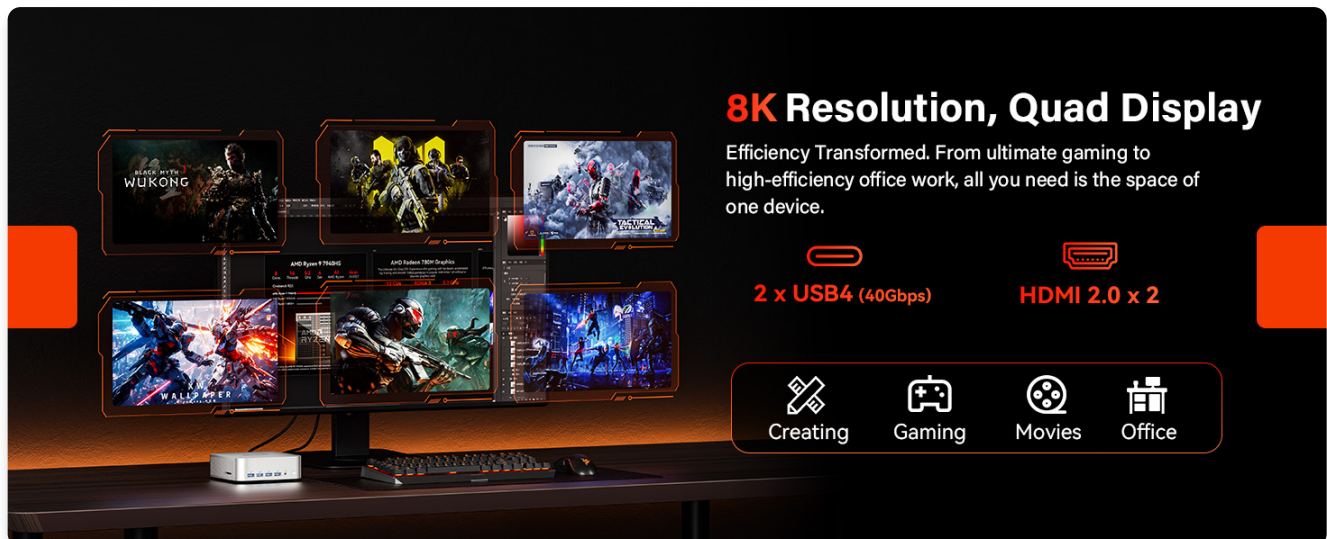 8K Resolution, Quad Display
Efficiency Transformed. From ultimate gaming to
high-efficiency office work, all you need is the space of
one device.
2 x USB4 (40Gbps)
HDMI 2.0 x 2
Creating
Gaming
Movies
Office
BLACK MYTH
WUKONG
TACTICAL
EVOLUTION
AMD Ryzen 9 7940HS
AMD Radeon 780M Graphics
AMD
RYZEN
WALLPAPER